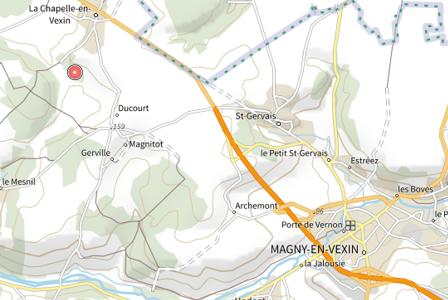 La Chapelle-en-
Vexin
Ducourt
159
Magnitot
Gerville
le Mesnil
St-Gervais
le Petit St-Gervais
Estréez
les Boves
Archemont
Porte de Vernon
MAGNY-EN-VEXIN
la Jalousie